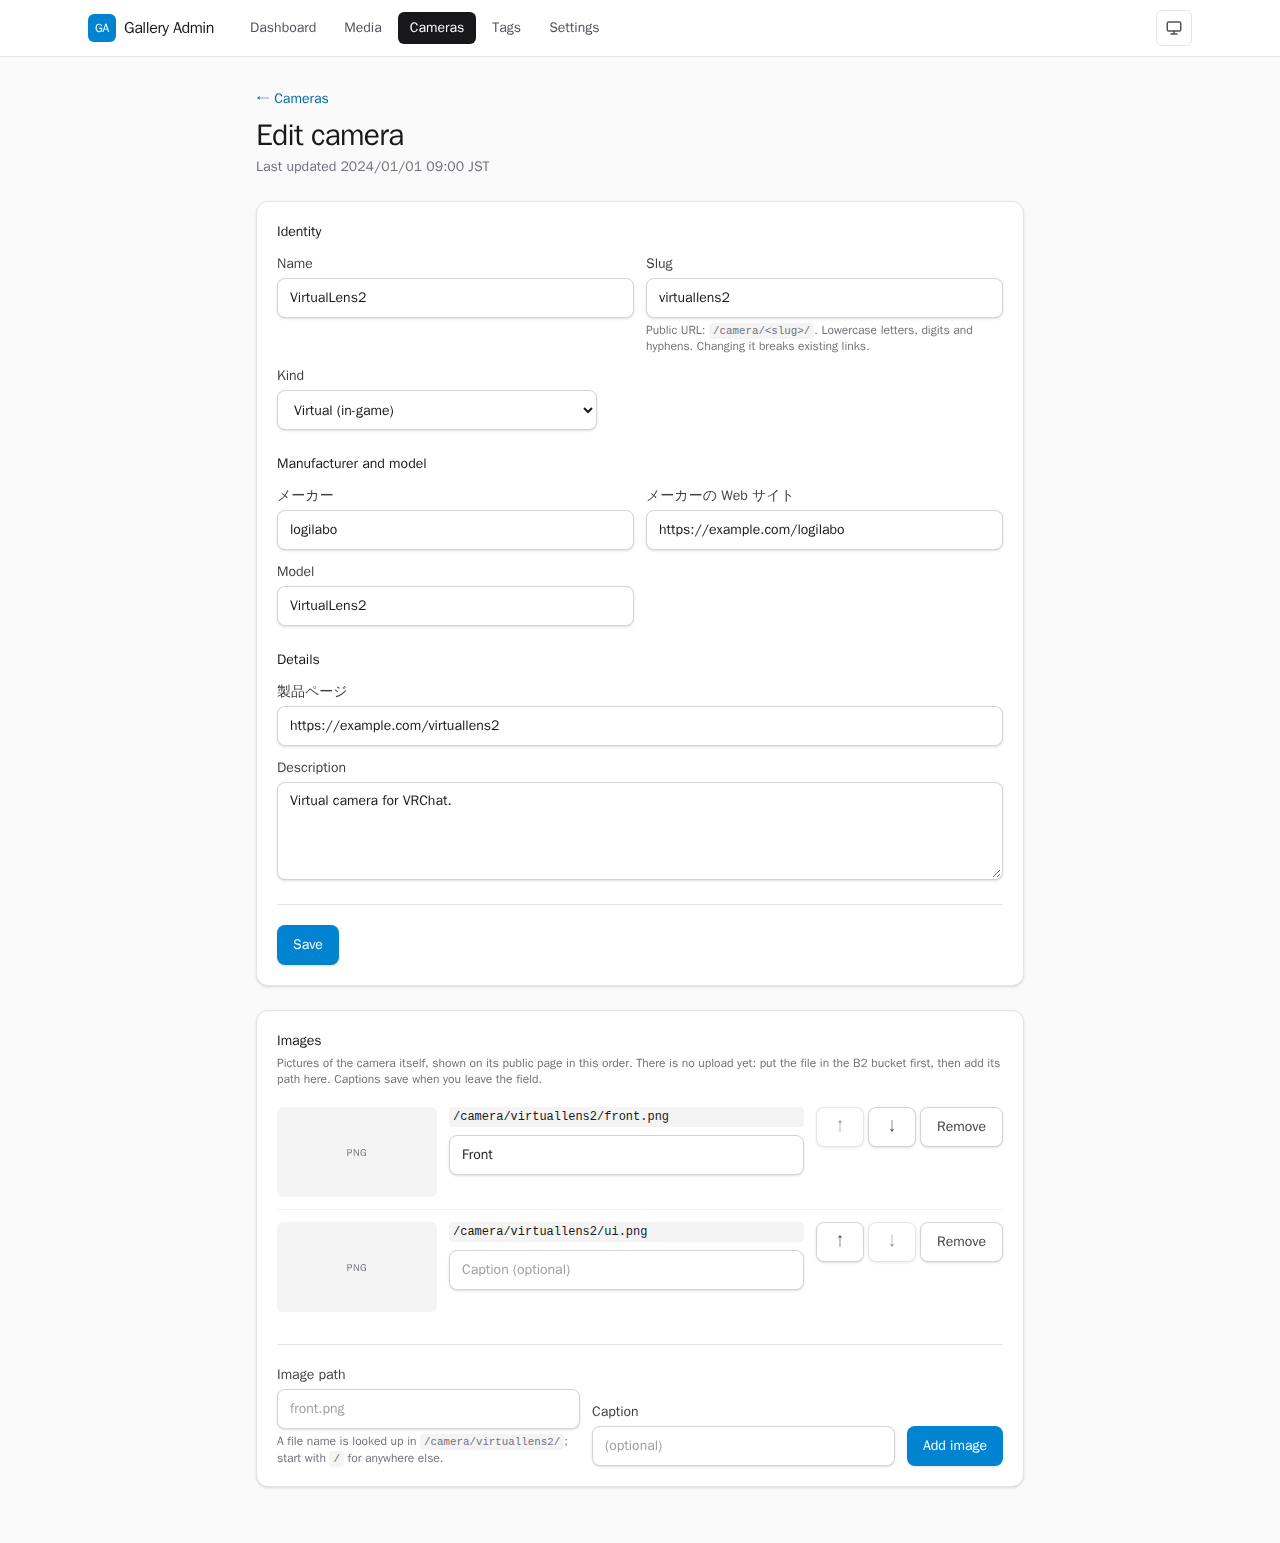 GA Gallery Admin Dashboard Media Cameras Tags Settings
← Cameras
Edit camera
Last updated 2024/01/01 09:00 JST
Identity
Name
VirtualLens2
Slug
virtuallens2
Public URL: /camera/<slug>/. Lowercase letters, digits and
hyphens. Changing it breaks existing links.
Kind
Virtual (in-game)
Manufacturer and model
メーカー
logilabo
メーカーの Web サイト
https://example.com/logilabo
Model
VirtualLens2
Details
製品ページ
https://example.com/virtuallens2
Description
Virtual camera for VRChat.
Save
Images
Pictures of the camera itself, shown on its public page in this order. There is no upload yet: put the file in the B2 bucket first, then add its
path here. Captions save when you leave the field.
PNG
/camera/virtuallens2/front.png
Front
↑ ↓ Remove
PNG
/camera/virtuallens2/ui.png
Caption (optional)
↑ ↓ Remove
Image path
front.png
A file name is looked up in /camera/virtuallens2/;
start with / for anywhere else.
Caption
(optional)
Add image